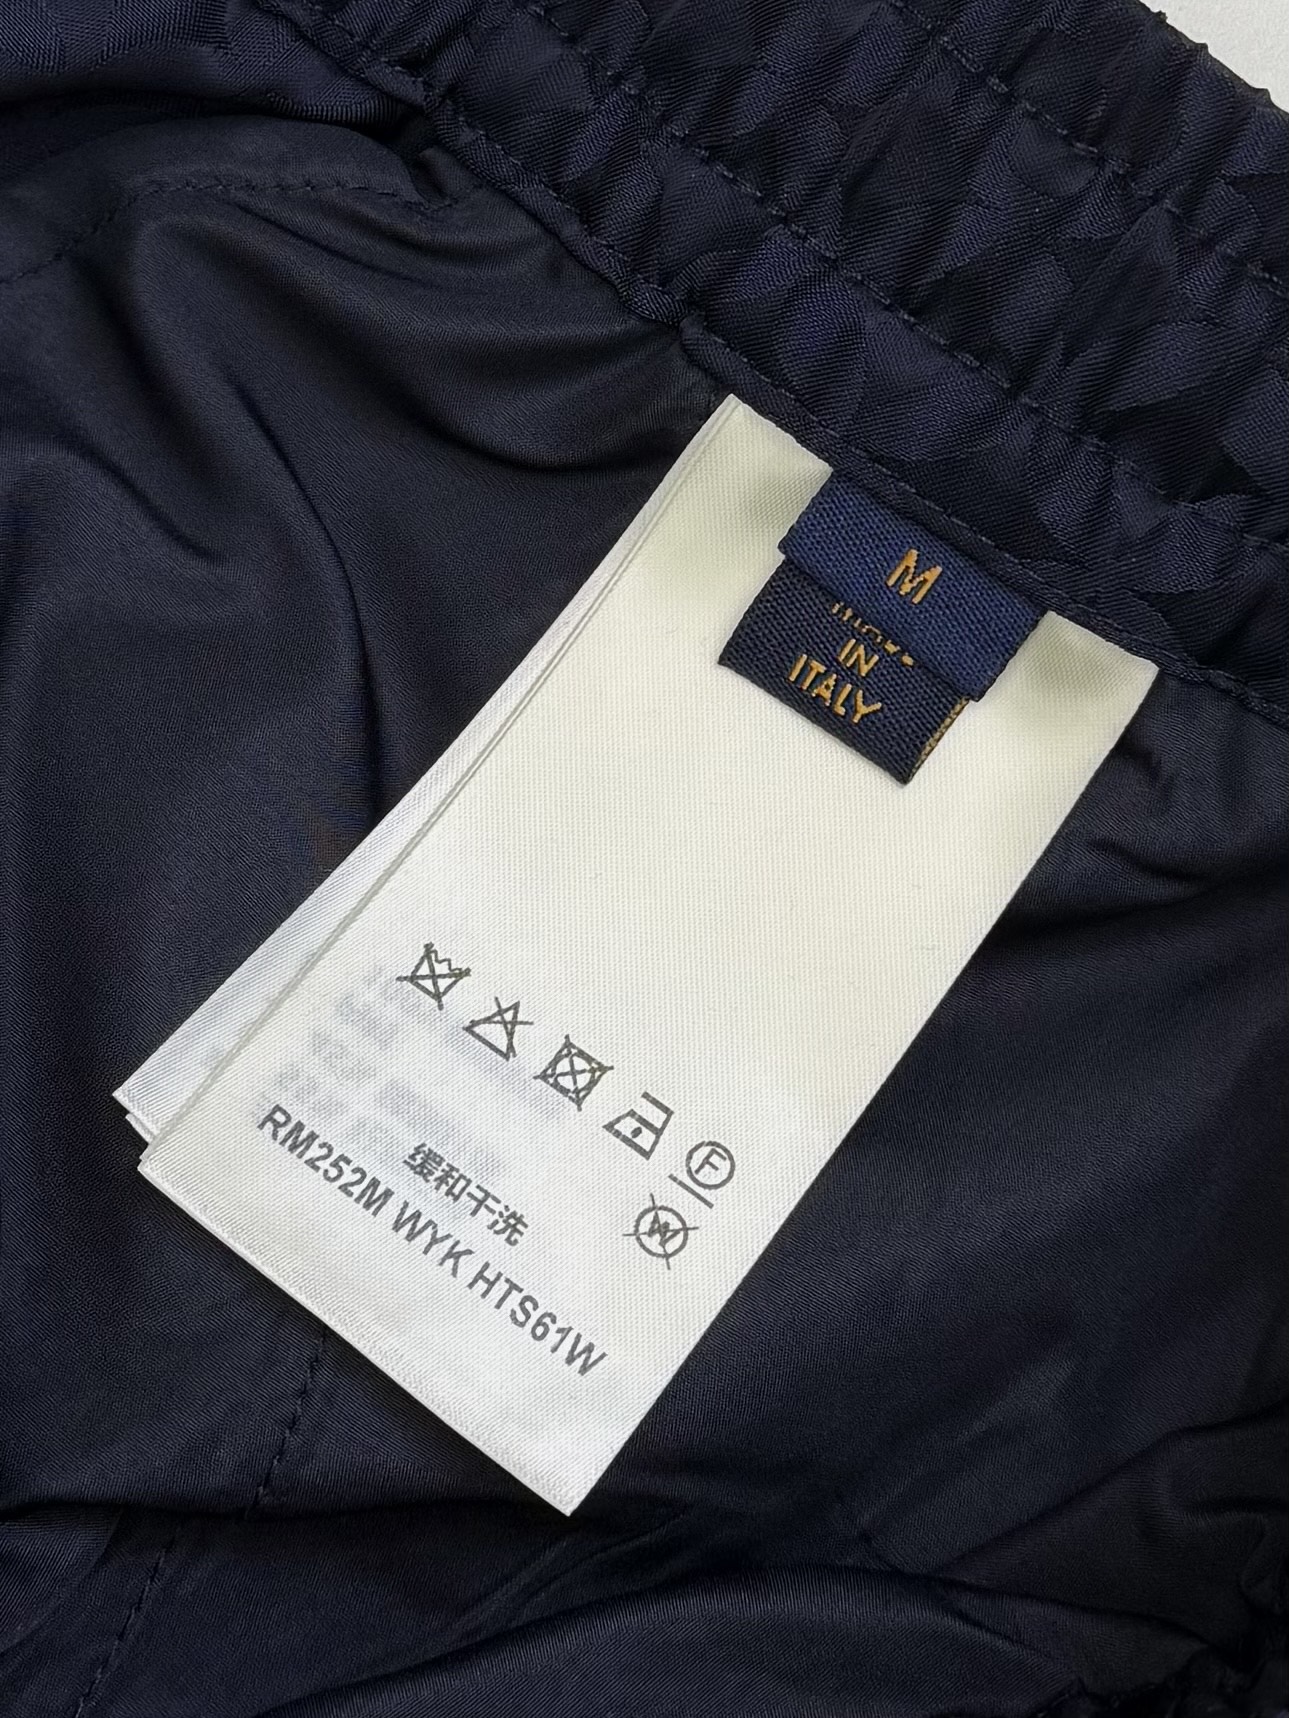 M
IN
ITALY
F
W
缓和干洗
RM252M WYK HTS61W